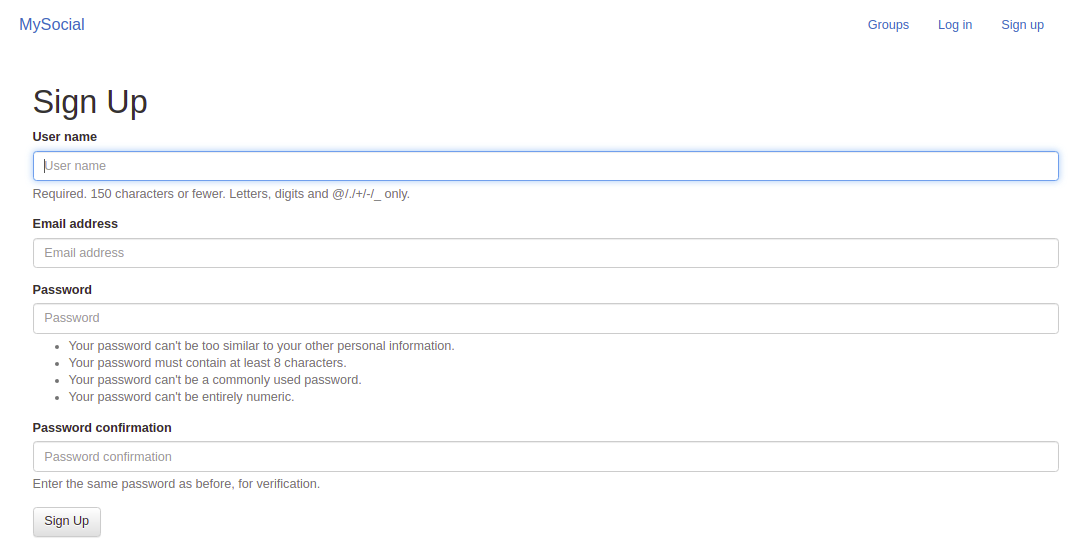 MySocial
Groups Log in Sign up
Sign Up
User name
User name
Required. 150 characters or fewer. Letters, digits and @/./+/-/_ only.
Email address
Email address
Password
Password
Your password can't be too similar to your other personal information.
Your password must contain at least 8 characters.
Your password can't be a commonly used password.
Your password can't be entirely numeric.
Password confirmation
Password confirmation
Enter the same password as before, for verification.
Sign Up